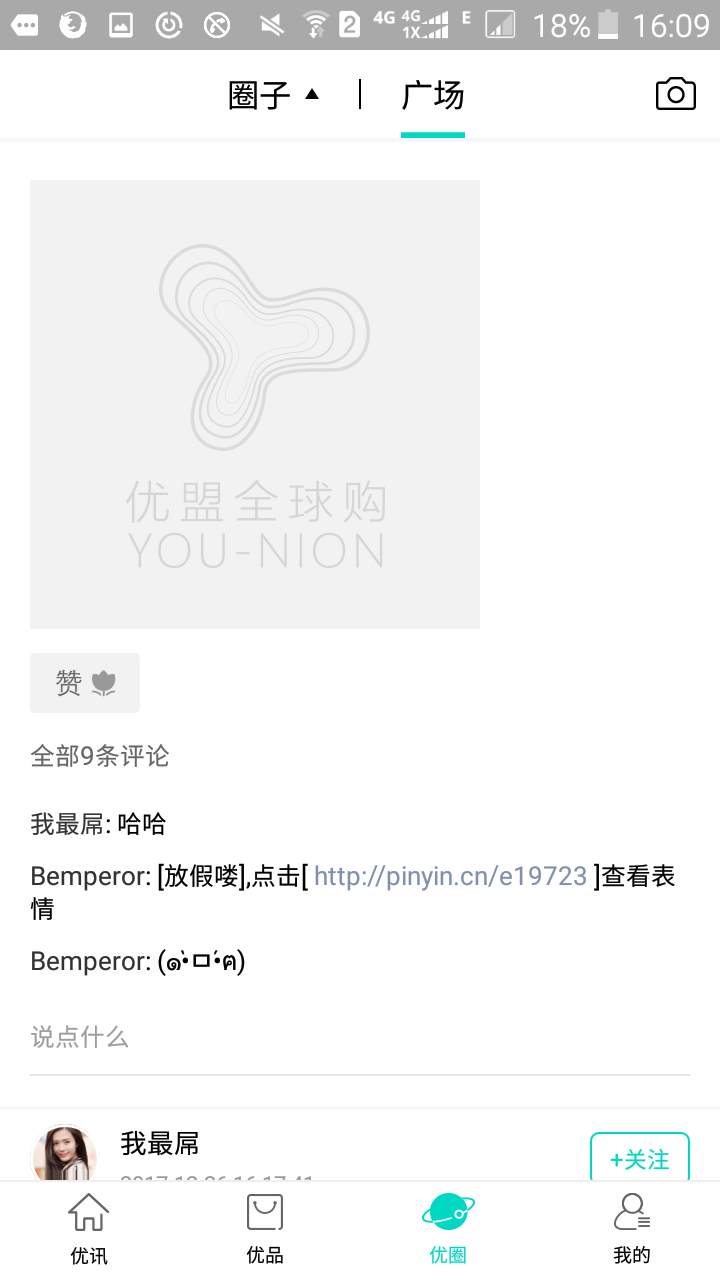 4G 4G 1X E 2 18% 16:09
圈子 ▲ | 广场
优盟全球购
YOU-NION
赞
全部9条评论
我最屌: 哈哈
Bemperor: [放假喽],点击[ http://pinyin.cn/e19723 ]查看表
情
Bemperor: (๑•̀ㅁ•́ฅ)
说点什么
我最屌
+关注
优讯 优品 优圈 我的